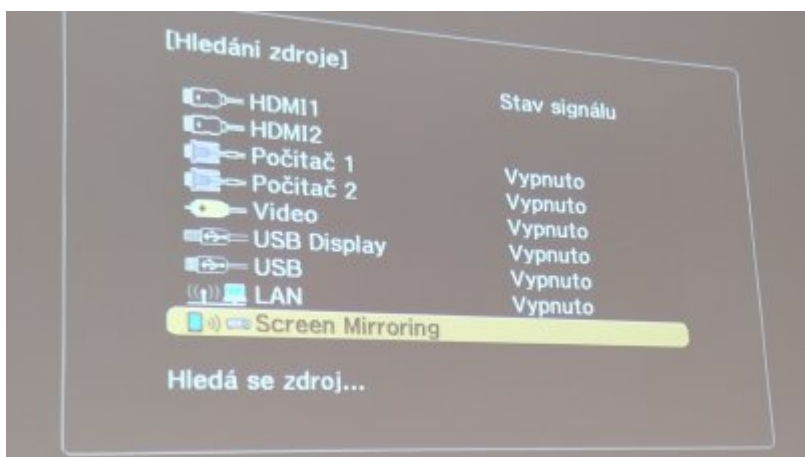 [Hledání zdroje]
Stav signálu
HDMI1
HDMI2
Počítač 1 Vypnuto
Počítač 2 Vypnuto
Video Vypnuto
USB Display Vypnuto
USB Vypnuto
LAN Vypnuto
Screen Mirroring
Hledá se zdroj...